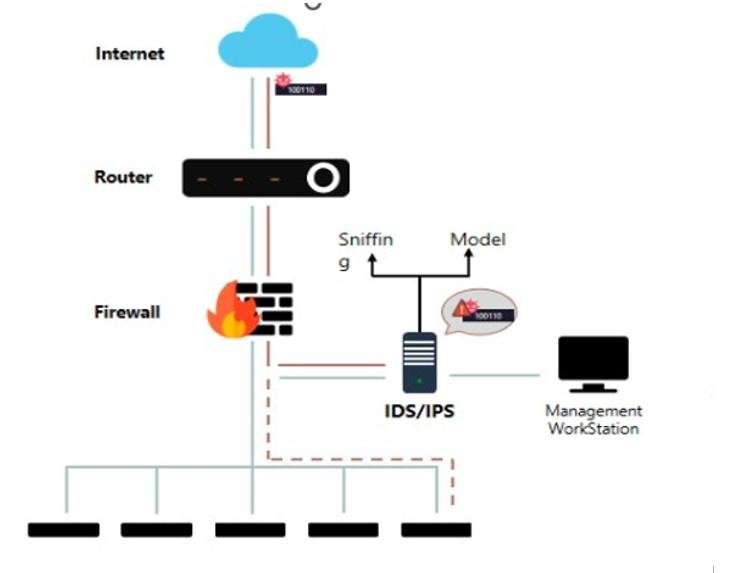 Internet
100110
Router
Sniffin
g
Model
Firewall
100110
IDS/IPS
Management
WorkStation